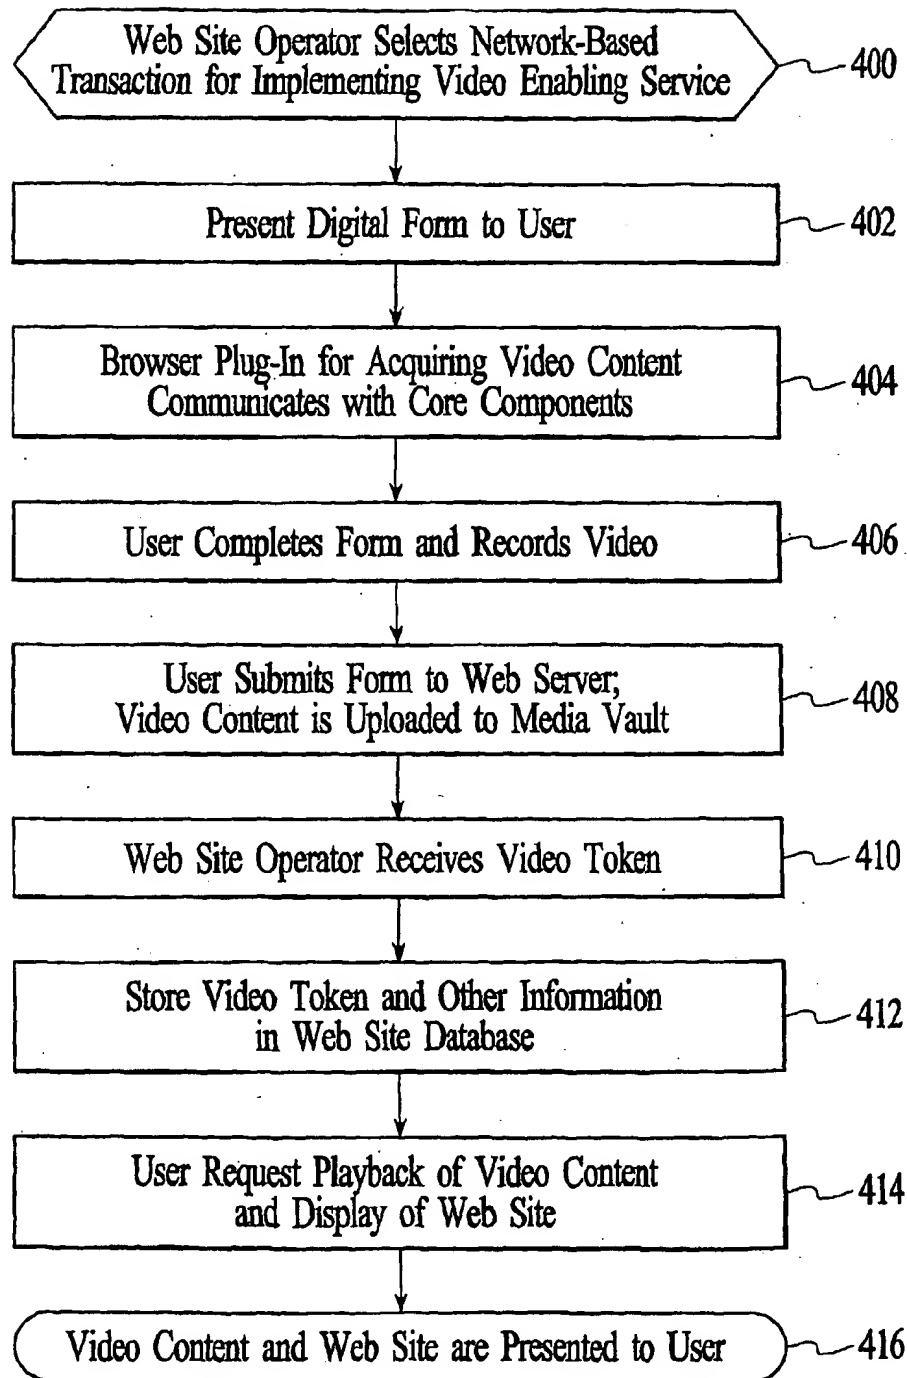 Web Site Operator Selects Network-Based
Transaction for Implementing Video Enabling Service
400
Present Digital Form to User
402
Browser Plug-In for Acquiring Video Content
Communicates with Core Components
404
User Completes Form and Records Video
406
User Submits Form to Web Server;
Video Content is Uploaded to Media Vault
408
Web Site Operator Receives Video Token
410
Store Video Token and Other Information
in Web Site Database
412
User Request Playback of Video Content
and Display of Web Site
414
Video Content and Web Site are Presented to User
416